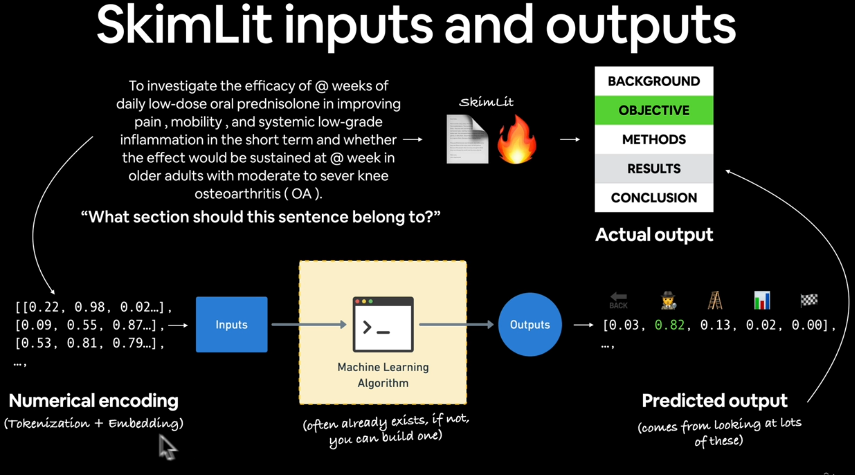 SkimLit inputs and outputs
To investigate the efficacy of @ weeks of
daily low-dose oral prednisolone in improving
pain , mobility , and systemic low-grade
inflammation in the short term and whether
the effect would be sustained at @ week in
older adults with moderate to sever knee
osteoarthritis ( OA ).
“What section should this sentence belong to?”
SkimLit
BACKGROUND
OBJECTIVE
METHODS
RESULTS
CONCLUSION
Actual output
[[0.22, 0.98, 0.02…],
[0.09, 0.55, 0.87…],
[0.53, 0.81, 0.79…],
…,
Numerical encoding
(Tokenization + Embedding)
Inputs
Machine Learning
Algorithm
(often already exists, if not,
you can build one)
Outputs
BACK
[0.03, 0.82, 0.13, 0.02, 0.00],
…,
Predicted output
(comes from looking at lots
of these)